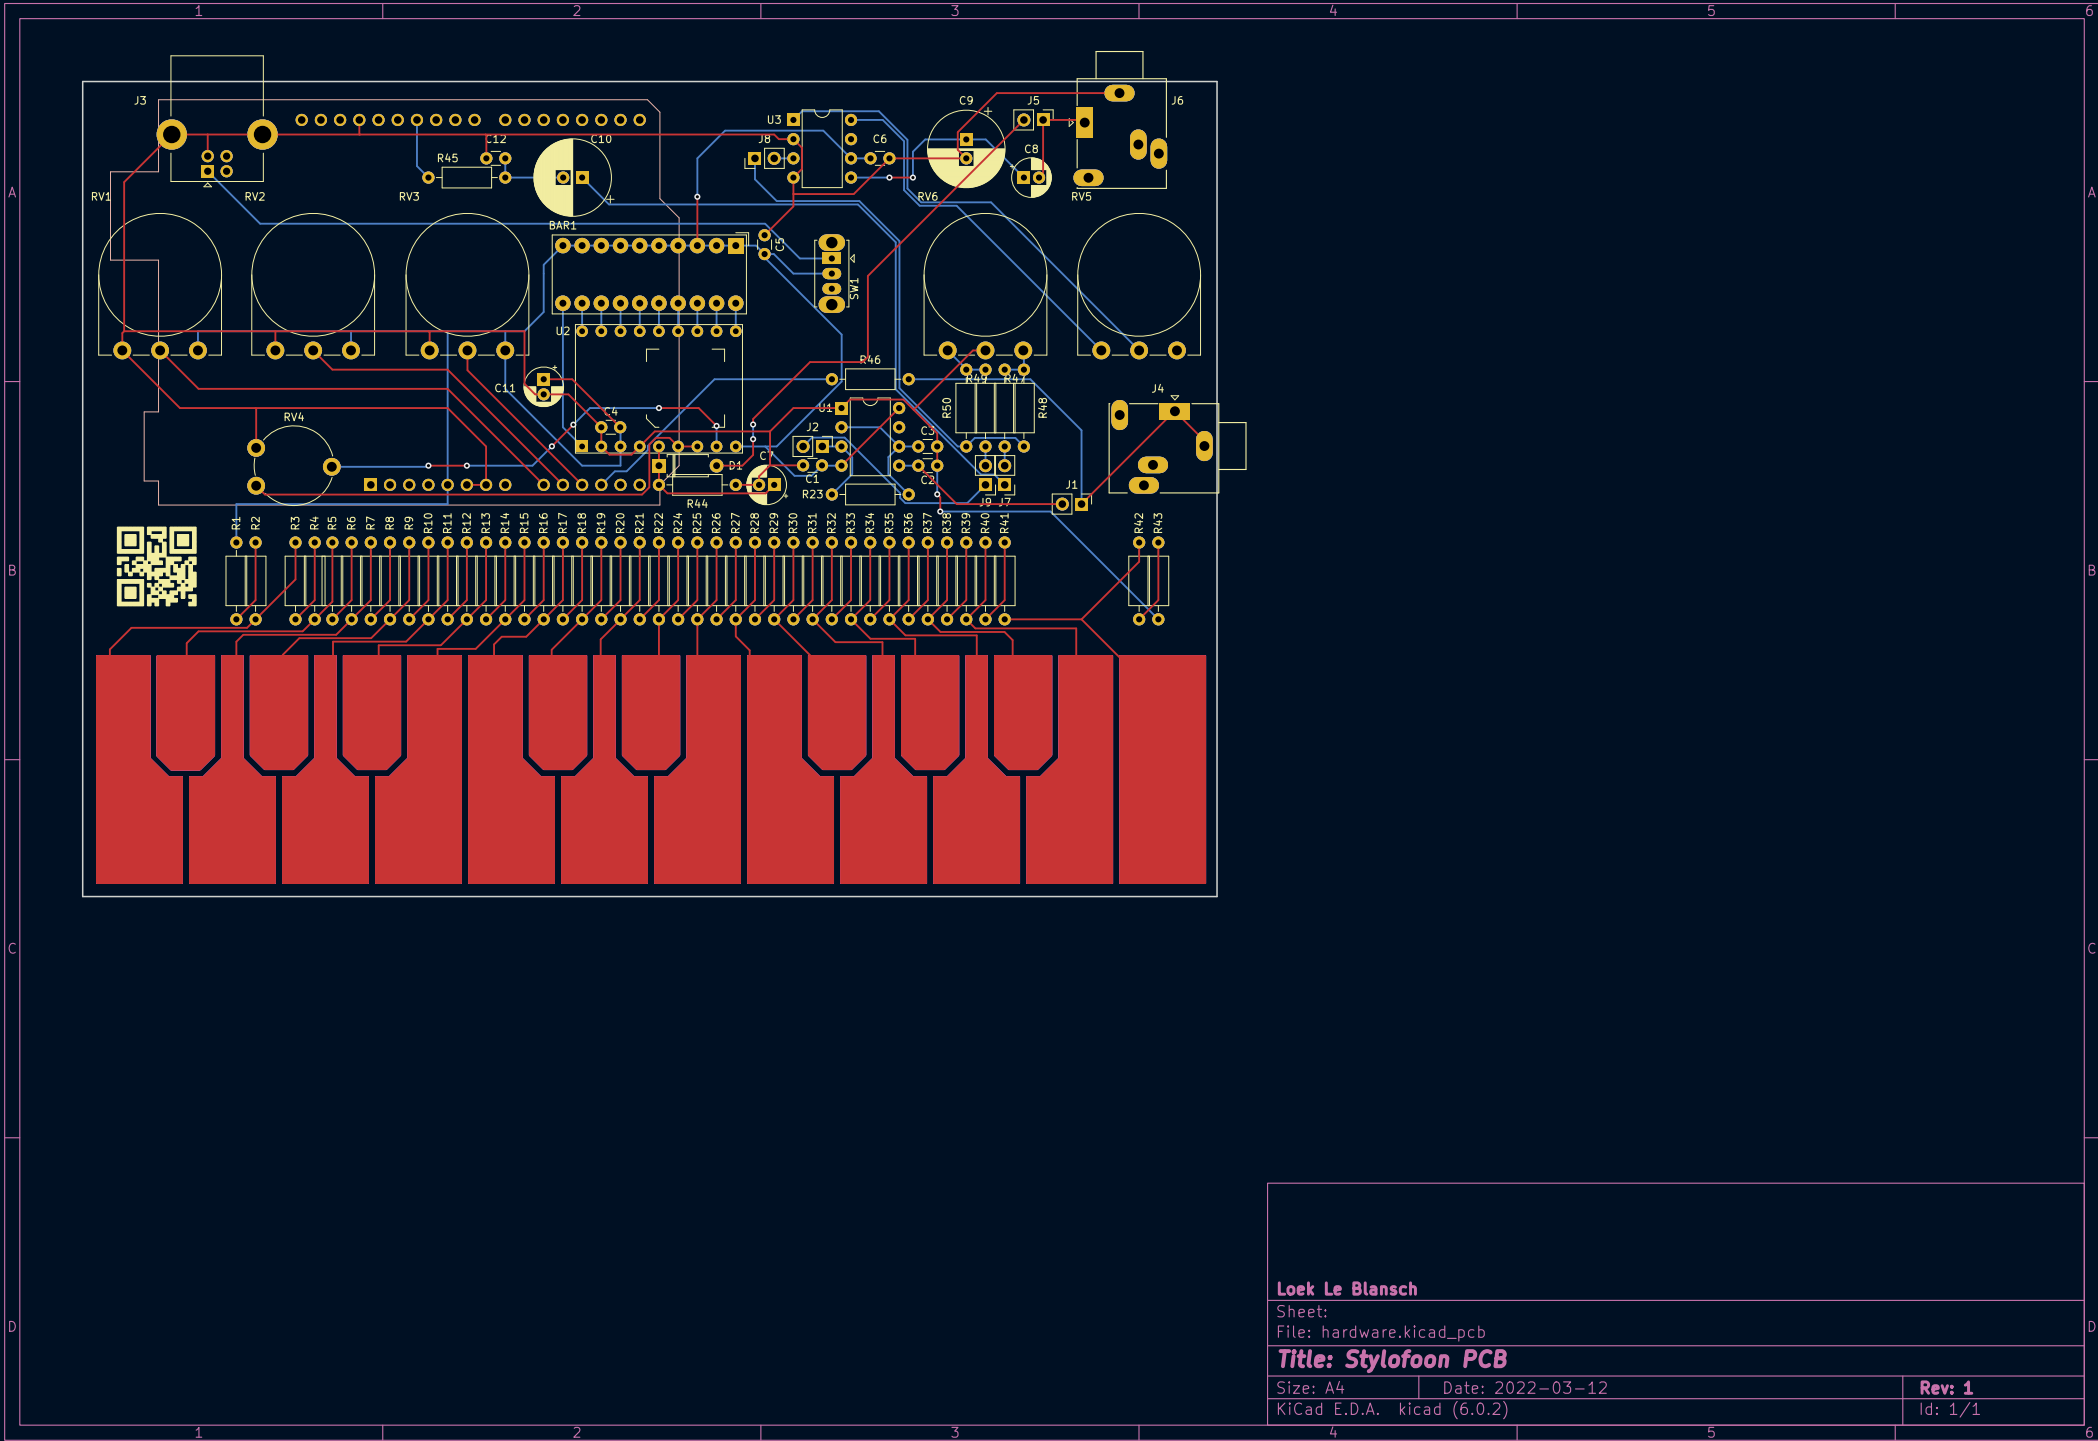 1 2 3 4 5 6
J3 C9 J5 J6
U3
C12 C10 J8 C6
C8
R45
A A
RV1 RV2 RV3 RV6 RV5
BAR1
C5
SW1
U2
R46
R49 R47
C11 J4
R50 R48
C4 U1
RV4
J2 C3
D1 C7
C1 C2
J1
R44 R23 J9 J7
R1 R2 R3 R4 R5 R6 R7 R8 R9 R10 R11 R12 R13 R14 R15 R16 R17 R18 R19 R20 R21 R22 R24 R25 R26 R27 R28 R29 R30 R31 R32 R33 R34 R35 R36 R37 R38 R39 R40 R41 R42 R43
B B
C C
Loek Le Blansch
Sheet:
D D
File: hardware.kicad_pcb
Title: Stylofoon PCB
Size: A4 Date: 2022-03-12 Rev: 1
KiCad E.D.A. kicad (6.0.2) Id: 1/1
1 2 3 4 5 6